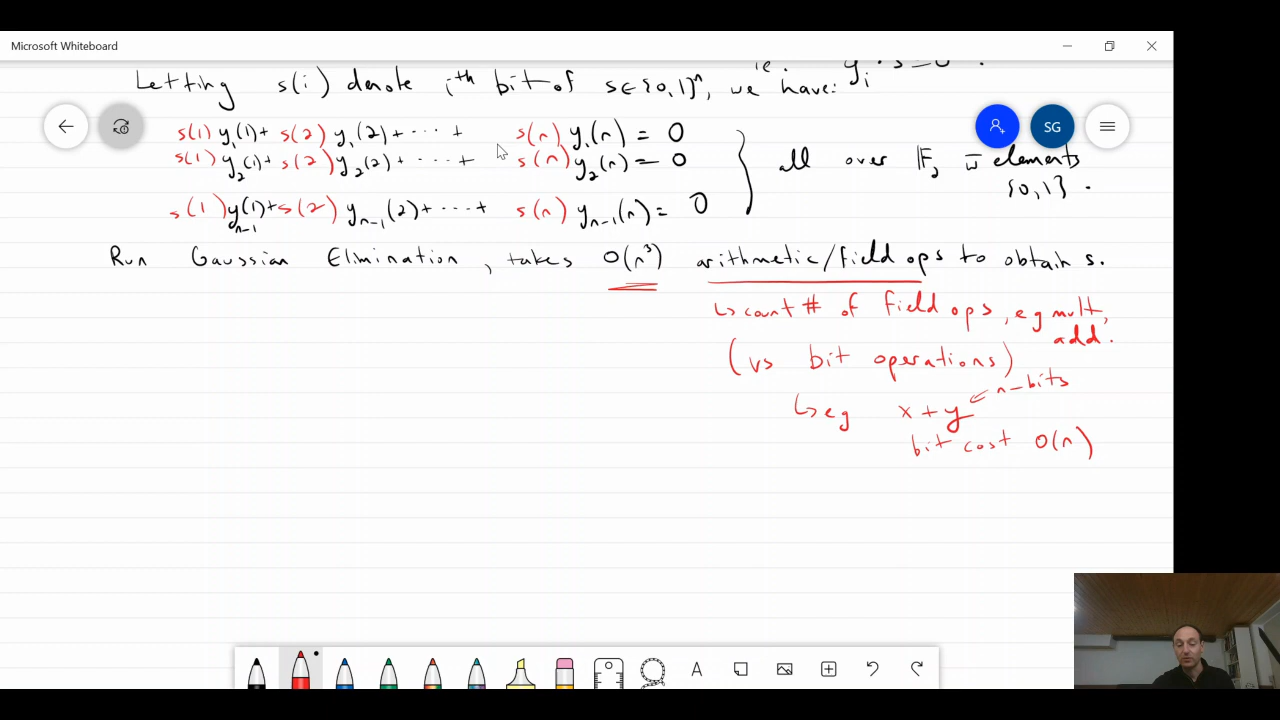 Microsoft Whiteboard
i.e. yᵢ · s = 0 .
Letting s(i) denote iᵗʰ bit of s∈{0,1}ⁿ, we have:
s(1) y₁(1) + s(2) y₁(2) + ··· + s(n) y₁(n) = 0
s(1) y₂(1) + s(2) y₂(2) + ··· + s(n) y₂(n) = 0
s(1) yₙ₋₁(1) + s(2) yₙ₋₁(2) + ··· + s(n) yₙ₋₁(n) = 0
} all over 𝔽₂ w elements
{0,1} .
SG
Run Gaussian Elimination, takes O(n³) arithmetic/field ops to obtain s.
↳ count # of field ops, eg mult,
add.
(vs bit operations)
↳ eg x + y ← n-bits
bit cost O(n)
A